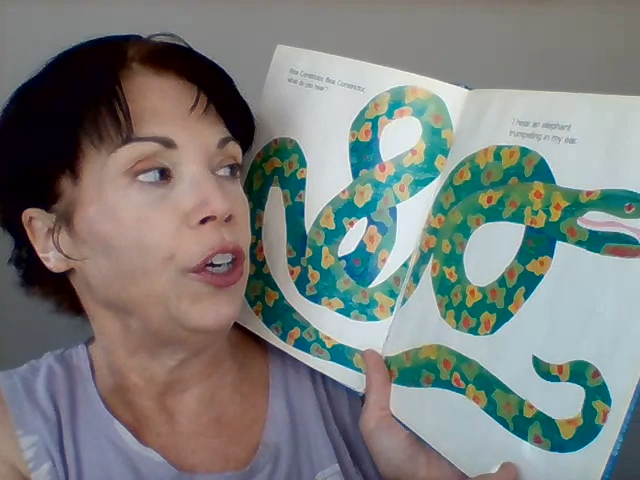 Boa Constrictor, Boa Constrictor,
what do you hear?
I hear an elephant
trumpeting in my ear.